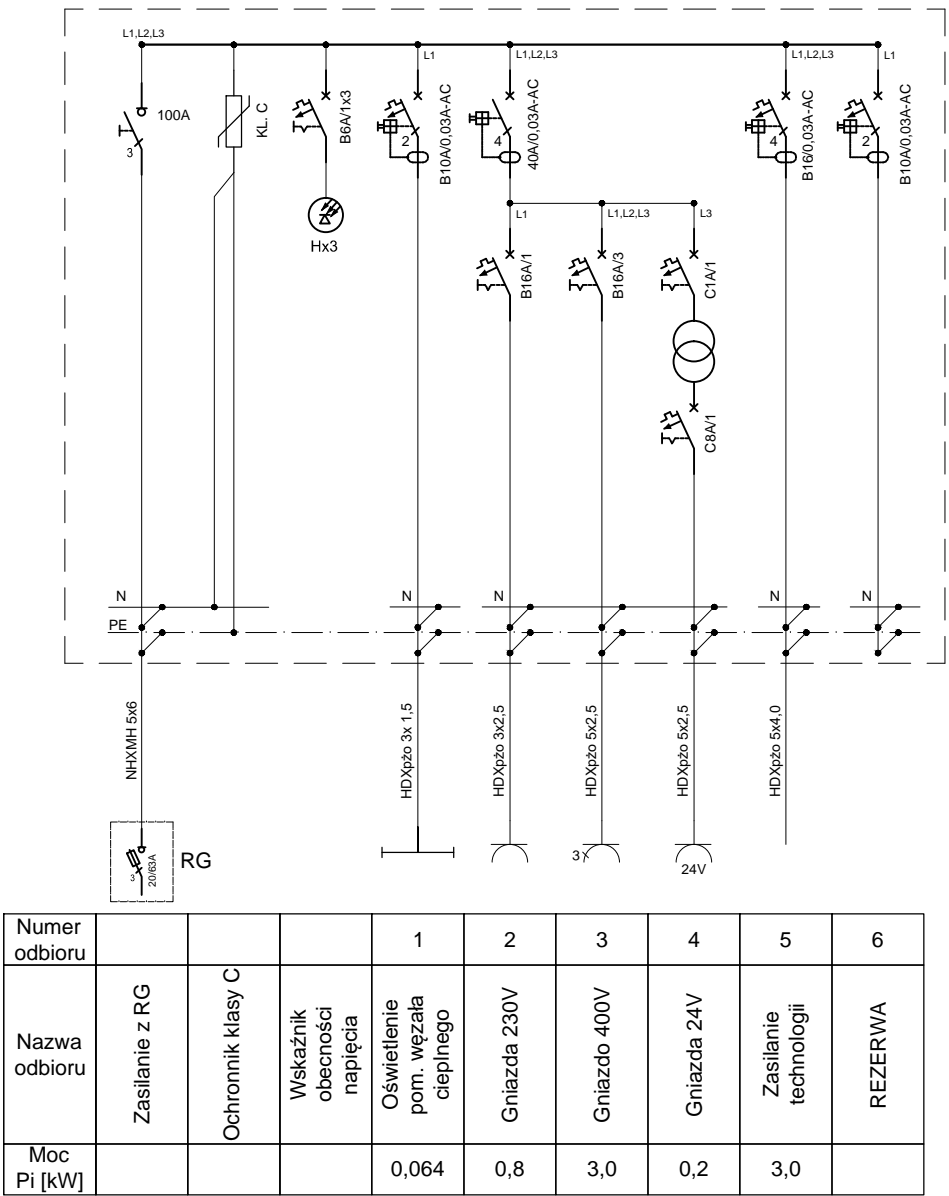 L1,L2,L3
L1
L1,L2,L3
L1,L2,L3
L1
100A
3
KL. C
B6A/1x3
Hx3
2
B10A/0,03A-AC
4
40A/0,03A-AC
4
B16/0,03A-AC
2
B10A/0,03A-AC
L1
L1,L2,L3
L3
B16A/1
B16A/3
C1A/1
C8A/1
N
N
N
N
N
PE
NHXMH 5x6
HDXpżo 3x 1,5
HDXpżo 3x2,5
HDXpżo 5x2,5
HDXpżo 5x2,5
HDXpżo 5x4,0
3
20/63A
RG
3
24V
Numer
odbioru
1
2
3
4
5
6
Nazwa
odbioru
Zasilanie z RG
Ochronnik klasy C
Wskaźnik
obecności
napięcia
Oświetlenie
pom. węzała
cieplnego
Gniazda 230V
Gniazdo 400V
Gniazda 24V
Zasilanie
technologii
REZERWA
Moc
Pi [kW]
0,064
0,8
3,0
0,2
3,0